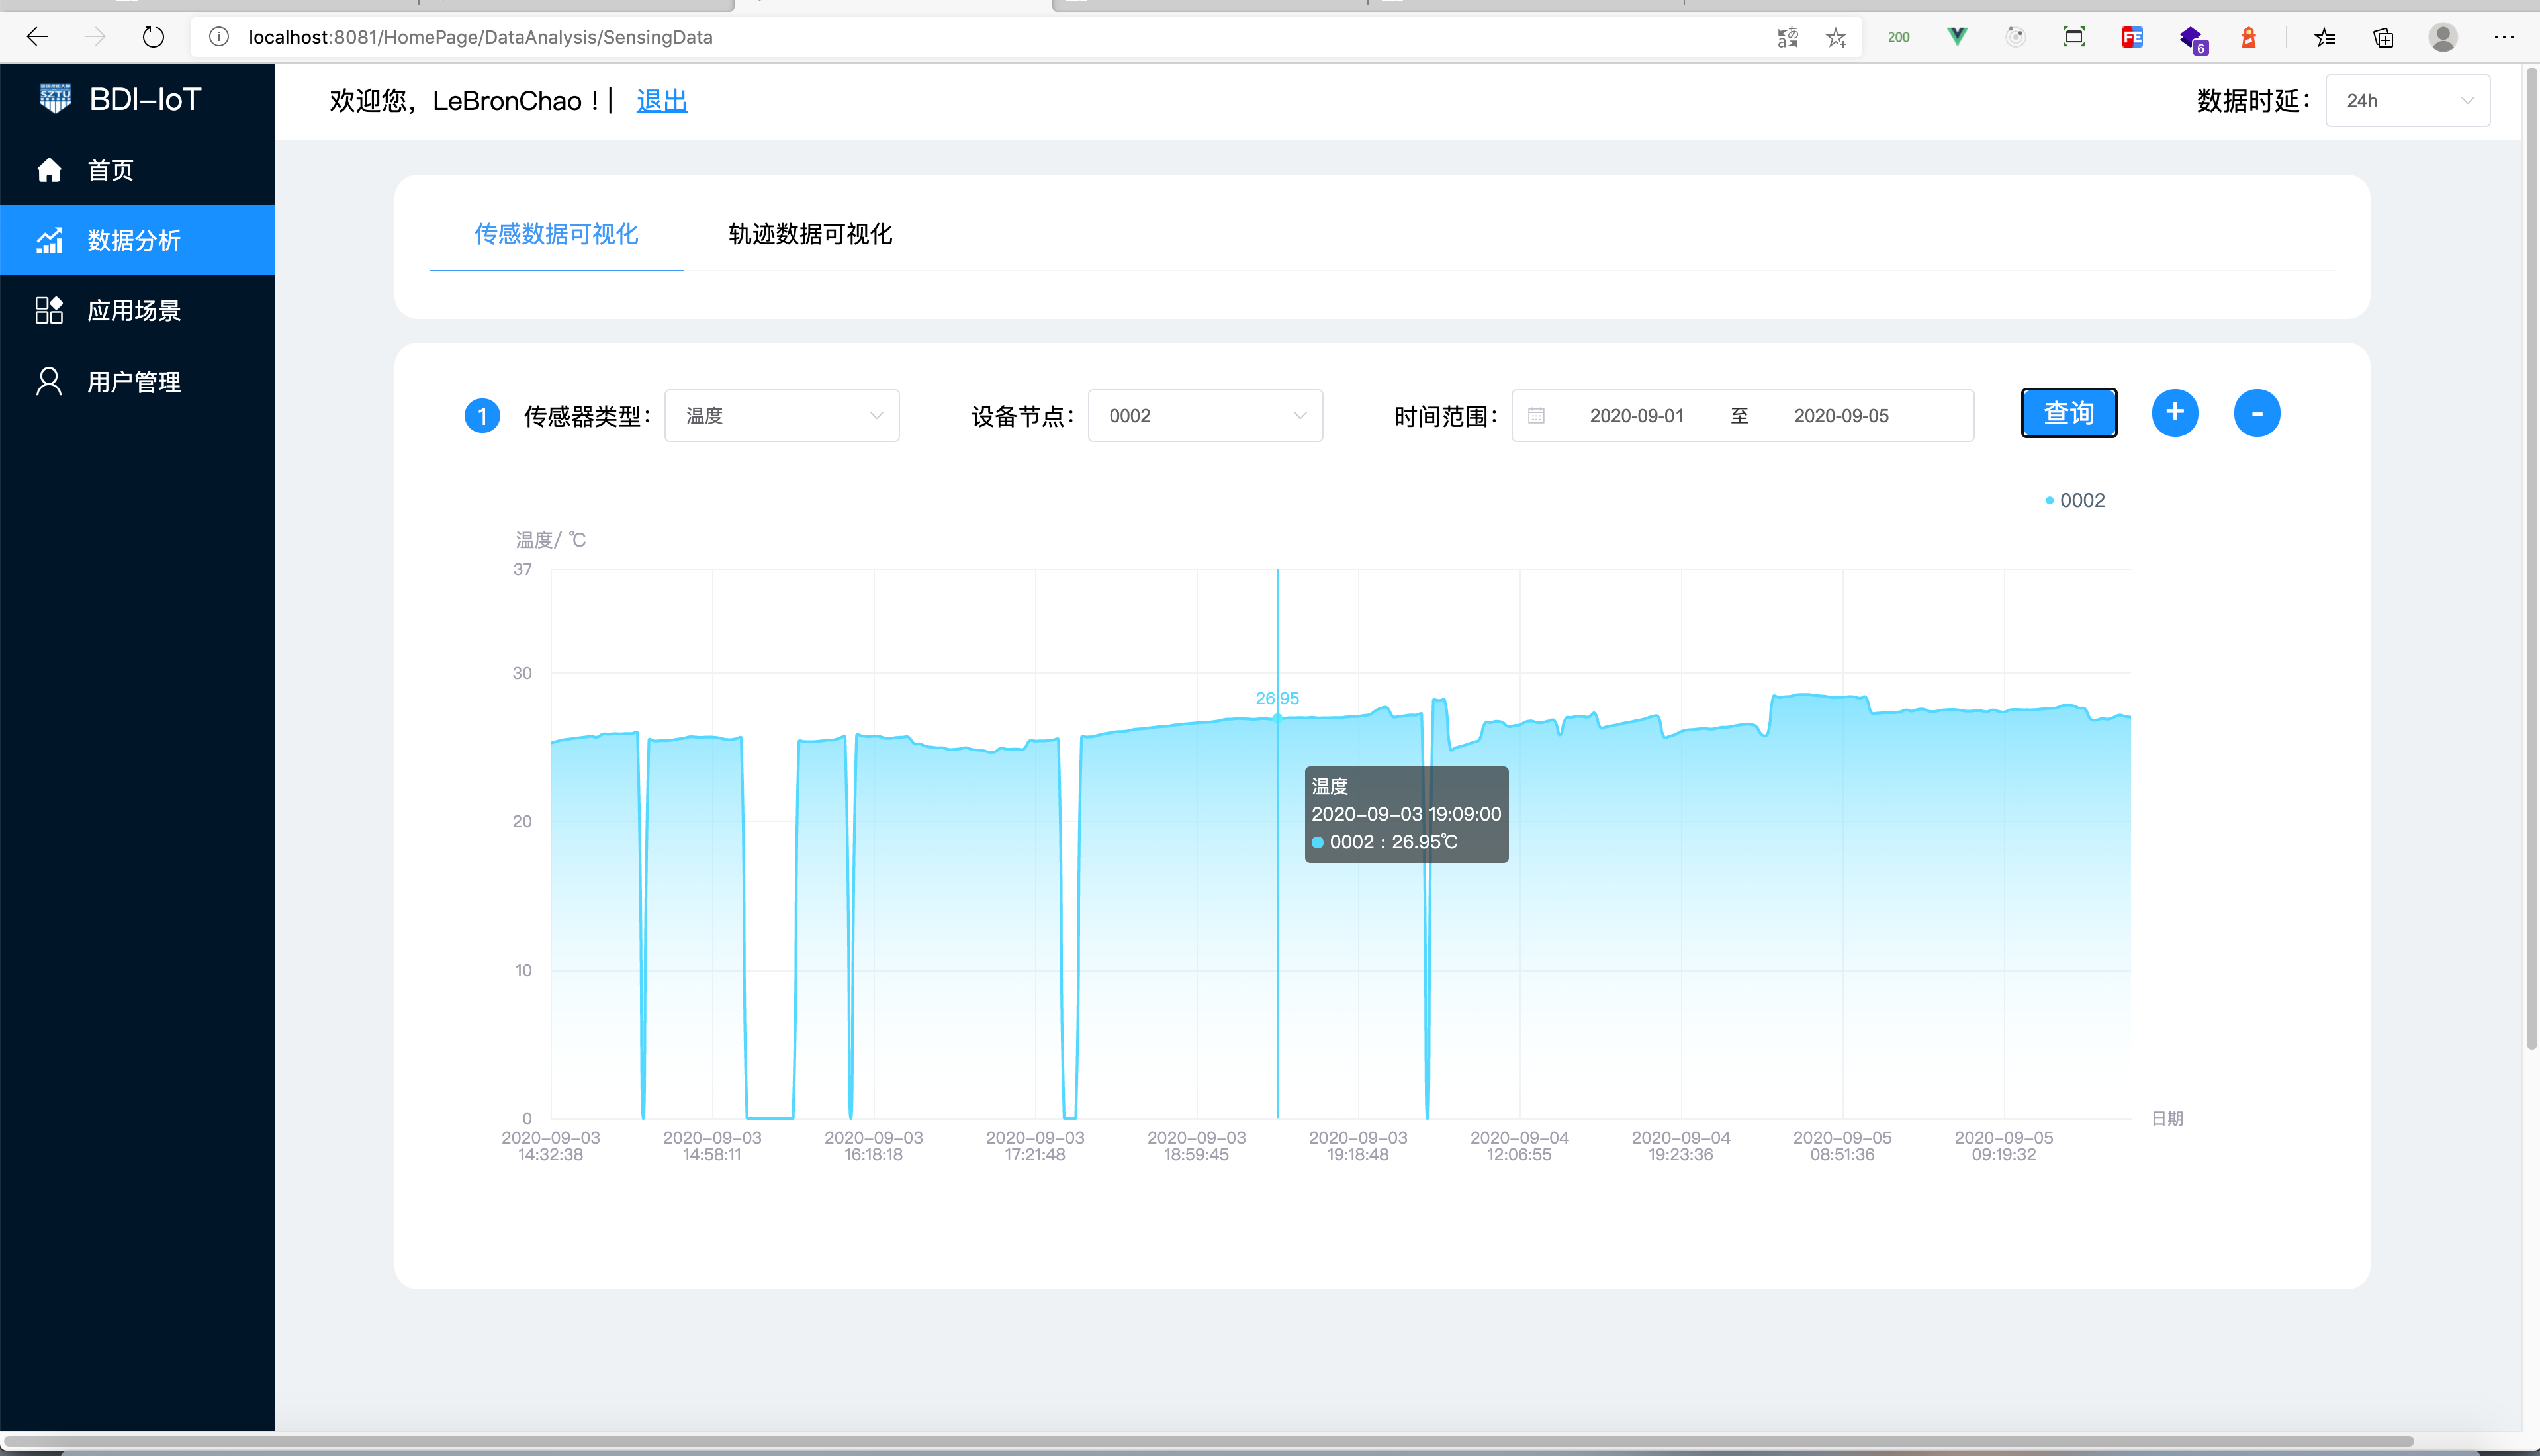 localhost:8081/HomePage/DataAnalysis/SensingData
200
FE
6
SZTU
BDI-IoT
欢迎您，LeBronChao！| 退出
数据时延：
24h
首页
数据分析
应用场景
用户管理
传感数据可视化
轨迹数据可视化
1
传感器类型：
温度
设备节点：
0002
时间范围：
2020-09-01 至 2020-09-05
查询
+
-
0002
温度/ ℃
37
30
20
10
0
26.95
温度
2020-09-03 19:09:00
0002：26.95℃
日期
2020-09-03
14:32:38
2020-09-03
14:58:11
2020-09-03
16:18:18
2020-09-03
17:21:48
2020-09-03
18:59:45
2020-09-03
19:18:48
2020-09-04
12:06:55
2020-09-04
19:23:36
2020-09-05
08:51:36
2020-09-05
09:19:32